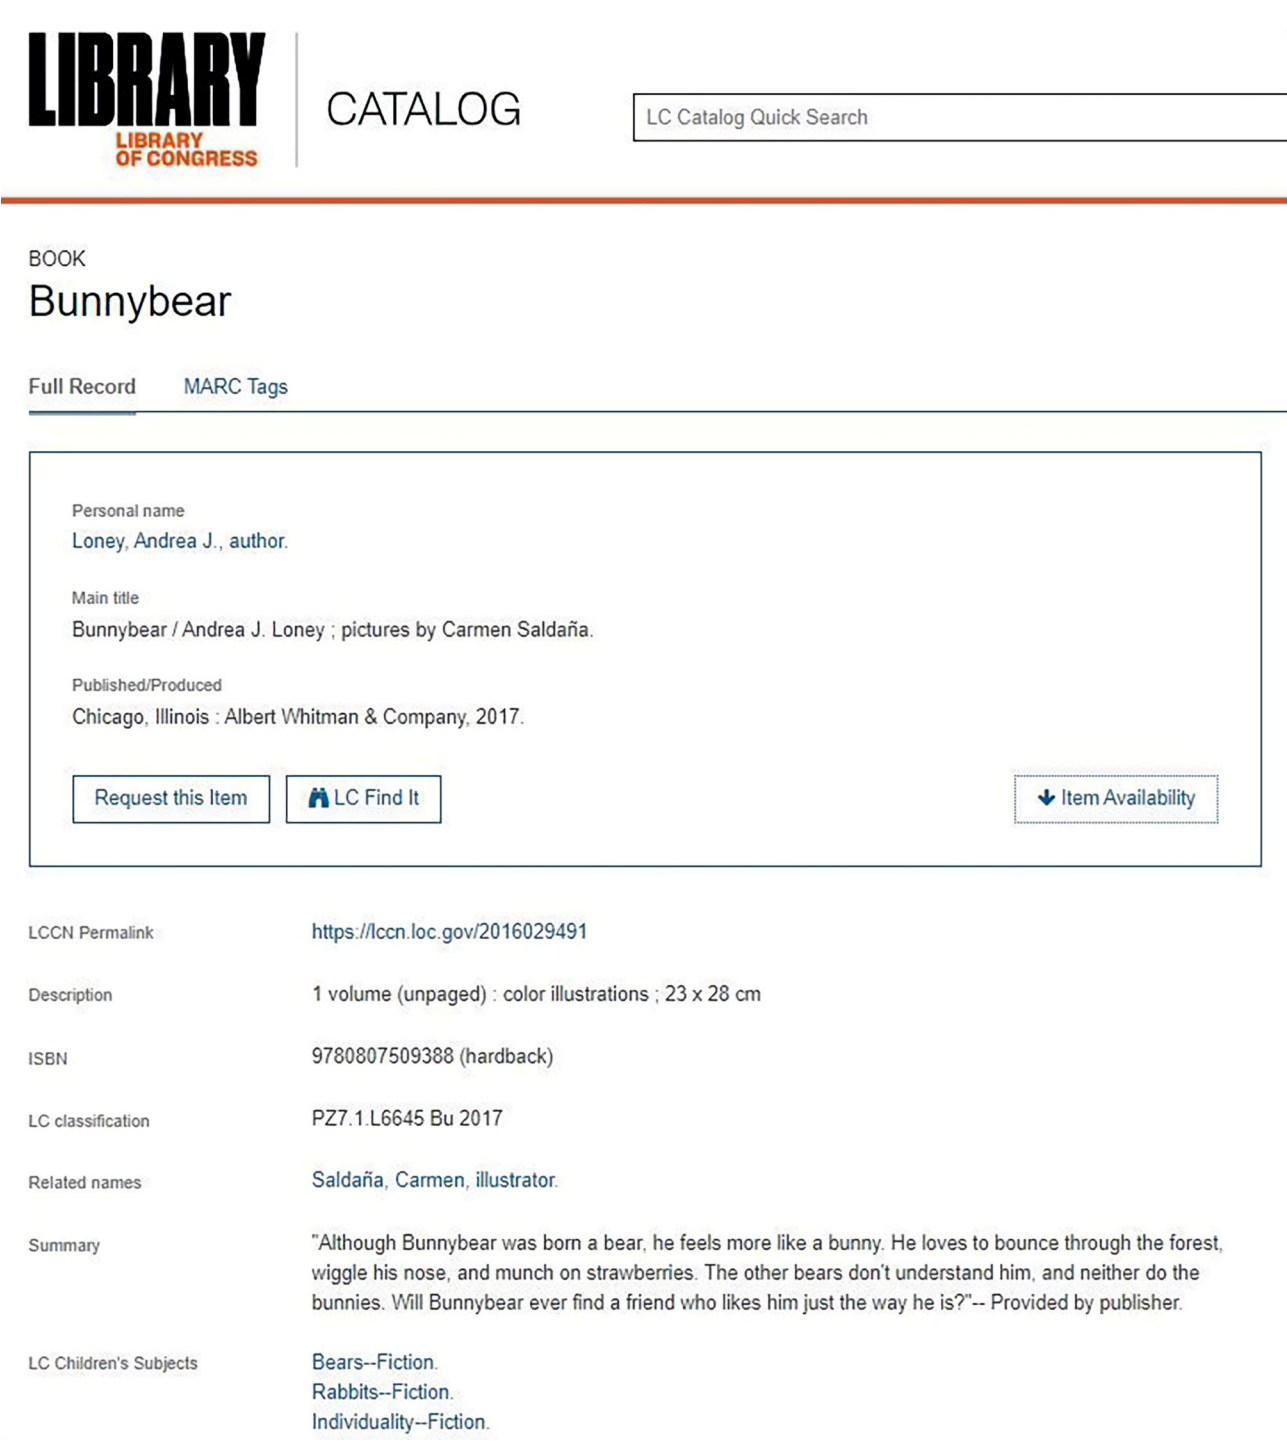 LIBRARY
LIBRARY
OF CONGRESS
CATALOG
LC Catalog Quick Search
BOOK
Bunnybear
Full Record MARC Tags
Personal name
Loney, Andrea J., author.
Main title
Bunnybear / Andrea J. Loney ; pictures by Carmen Saldaña.
Published/Produced
Chicago, Illinois : Albert Whitman & Company, 2017.
Request this Item LC Find It Item Availability
LCCN Permalink https://lccn.loc.gov/2016029491
Description 1 volume (unpaged) : color illustrations ; 23 x 28 cm
ISBN 9780807509388 (hardback)
LC classification PZ7.1.L6645 Bu 2017
Related names Saldaña, Carmen, illustrator.
Summary "Although Bunnybear was born a bear, he feels more like a bunny. He loves to bounce through the forest,
wiggle his nose, and munch on strawberries. The other bears don't understand him, and neither do the
bunnies. Will Bunnybear ever find a friend who likes him just the way he is?"-- Provided by publisher.
LC Children's Subjects Bears--Fiction.
Rabbits--Fiction.
Individuality--Fiction.